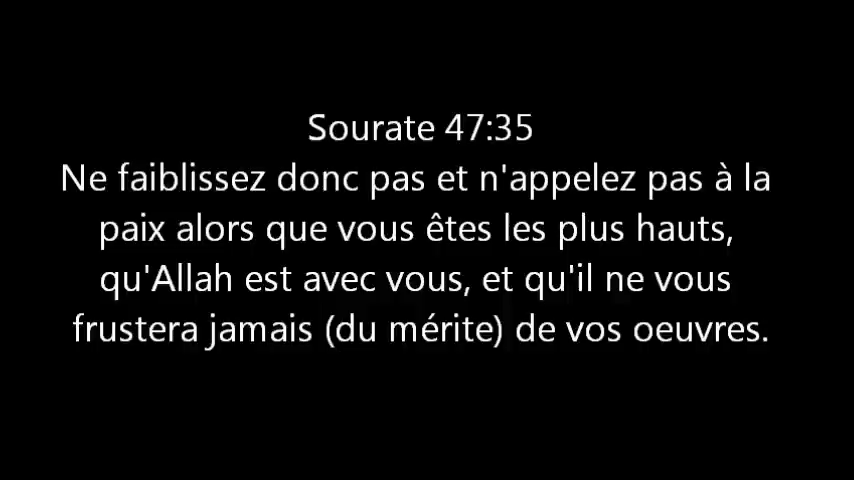 Sourate 47:35
Ne faiblissez donc pas et n'appelez pas à la
paix alors que vous êtes les plus hauts,
qu'Allah est avec vous, et qu'il ne vous
frustera jamais (du mérite) de vos oeuvres.